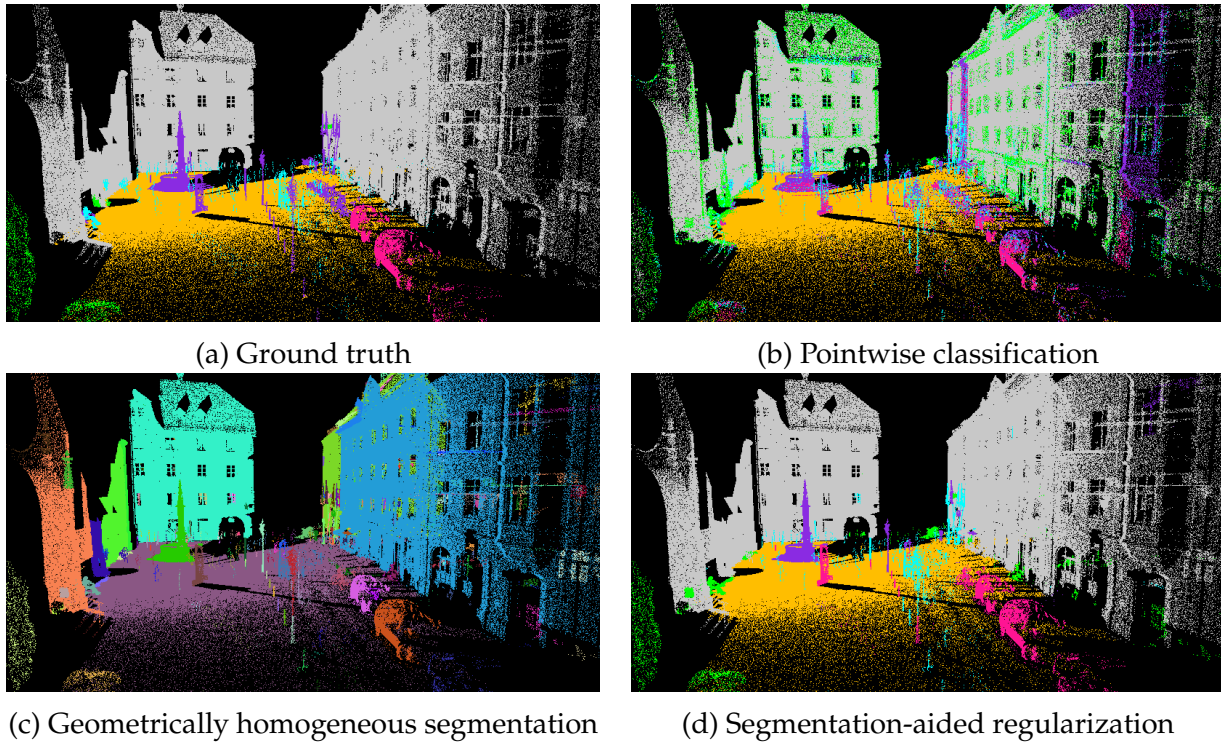 (a) Ground truth
(b) Pointwise classification
(c) Geometrically homogeneous segmentation
(d) Segmentation-aided regularization